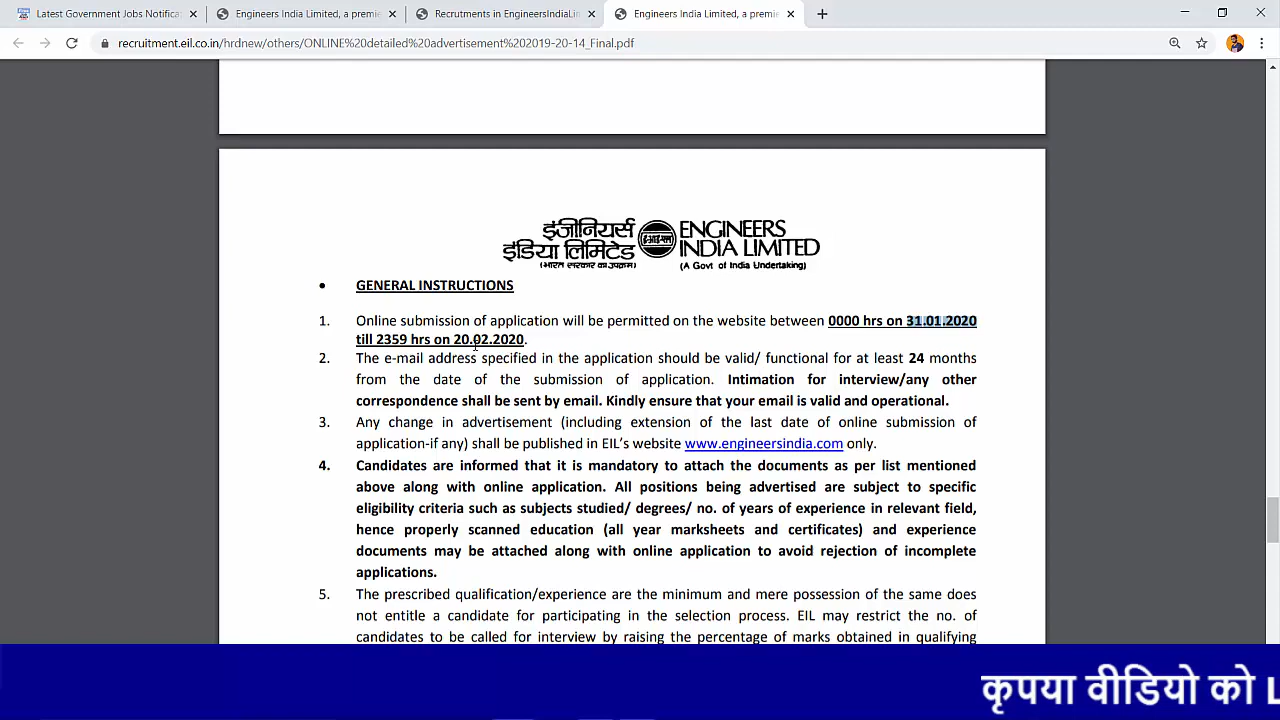 Latest Government Jobs Notificat
Engineers India Limited, a premie
Recrutments in EngineersIndiaLin
Engineers India Limited, a premie
recruitment.eil.co.in/hrdnew/others/ONLINE%20detailed%20advertisement%202019-20-14_Final.pdf
इंजीनियर्स
इंडिया लिमिटेड
(भारत सरकार का उपक्रम)
ENGINEERS
INDIA LIMITED
(A Govt of India Undertaking)
• GENERAL INSTRUCTIONS
1. Online submission of application will be permitted on the website between 0000 hrs on 31.01.2020
till 2359 hrs on 20.02.2020.
2. The e-mail address specified in the application should be valid/ functional for at least 24 months
from the date of the submission of application. Intimation for interview/any other
correspondence shall be sent by email. Kindly ensure that your email is valid and operational.
3. Any change in advertisement (including extension of the last date of online submission of
application-if any) shall be published in EIL's website www.engineersindia.com only.
4. Candidates are informed that it is mandatory to attach the documents as per list mentioned
above along with online application. All positions being advertised are subject to specific
eligibility criteria such as subjects studied/ degrees/ no. of years of experience in relevant field,
hence properly scanned education (all year marksheets and certificates) and experience
documents may be attached along with online application to avoid rejection of incomplete
applications.
5. The prescribed qualification/experience are the minimum and mere possession of the same does
not entitle a candidate for participating in the selection process. EIL may restrict the no. of
candidates to be called for interview by raising the percentage of marks obtained in qualifying
कृपया वीडियो को L